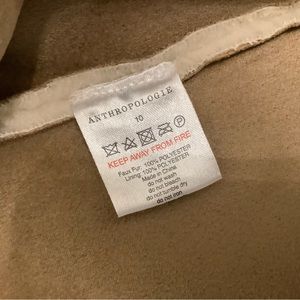 ANTHROPOLOGIE
10
P
KEEP AWAY FROM FIRE
Faux Fur: 100% POLYESTER
Lining: 100% POLYESTER
Made in China
do not wash
do not bleach
do not tumble dry
do not iron